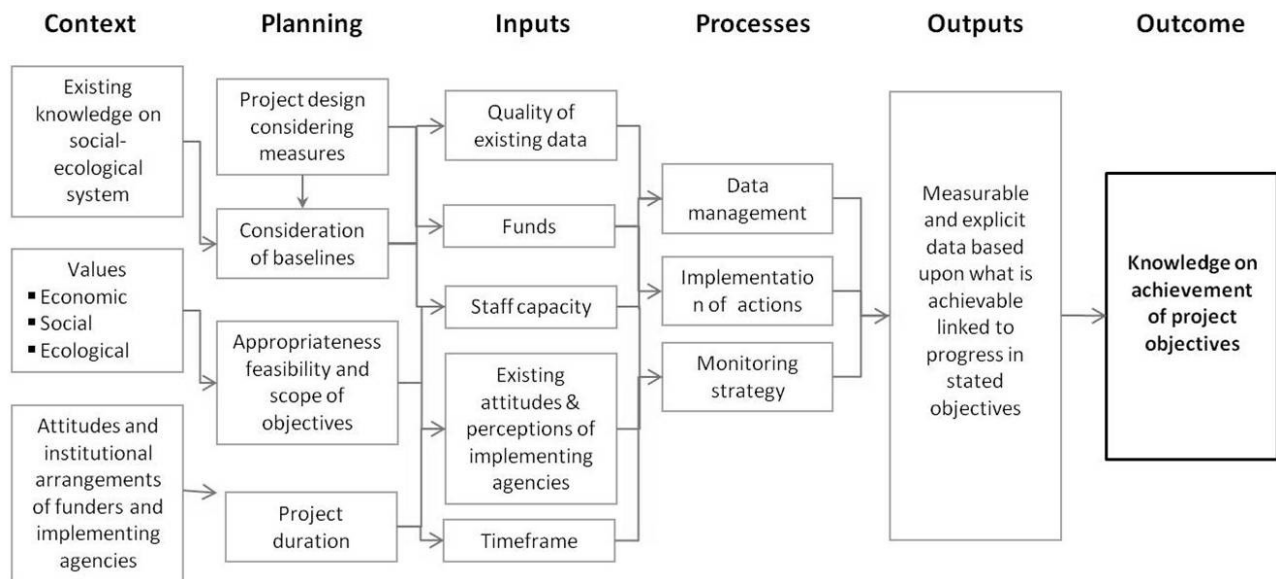 Context
Planning
Inputs
Processes
Outputs
Outcome
Existing
knowledge on
social-
ecological
system
Values
▪ Economic
▪ Social
▪ Ecological
Attitudes and
institutional
arrangements
of funders and
implementing
agencies
Project design
considering
measures
Consideration
of baselines
Appropriateness
feasibility and
scope of
objectives
Project
duration
Quality of
existing data
Funds
Staff capacity
Existing
attitudes &
perceptions of
implementing
agencies
Timeframe
Data
management
Implementatio
n of actions
Monitoring
strategy
Measurable
and explicit
data based
upon what is
achievable
linked to
progress in
stated
objectives
Knowledge on
achievement
of project
objectives